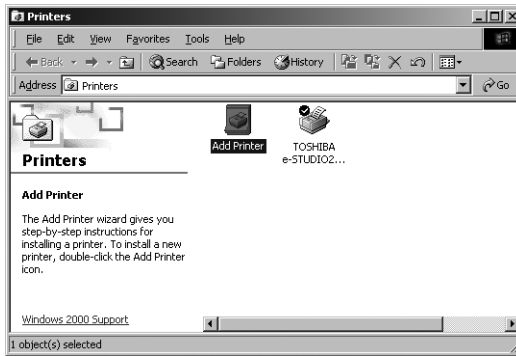 Printers
File Edit View Favorites Tools Help
Back Search Folders History
Address Printers Go
Printers
Add Printer
The Add Printer wizard gives you
step-by-step instructions for
installing a printer. To install a new
printer, double-click the Add Printer
icon.
Windows 2000 Support
Add Printer
TOSHIBA
e-STUDIO2...
1 object(s) selected